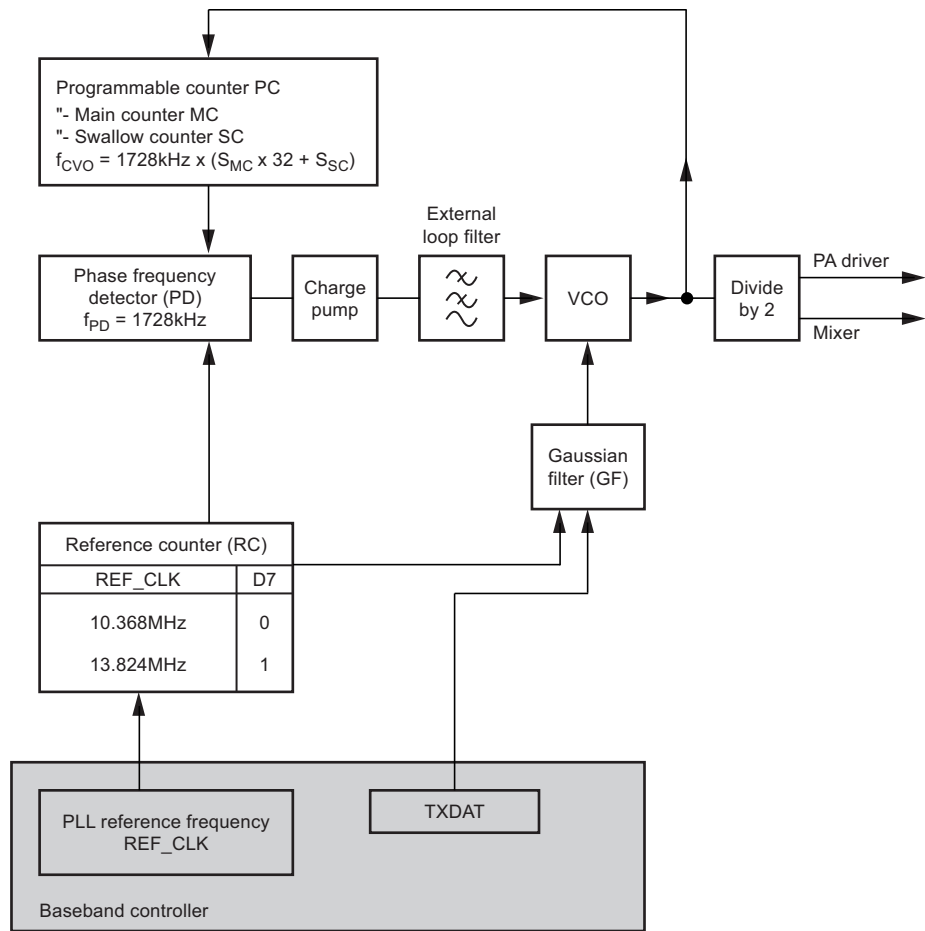 Programmable counter PC
"- Main counter MC
"- Swallow counter SC
fCVO = 1728kHz x (SMC x 32 + SSC)
External
loop filter
Phase frequency
detector (PD)
fPD = 1728kHz
Charge
pump
VCO
Divide
by 2
PA driver
Mixer
Gaussian
filter (GF)
Reference counter (RC)
REF_CLK D7
10.368MHz 0
13.824MHz 1
PLL reference frequency
REF_CLK
TXDAT
Baseband controller